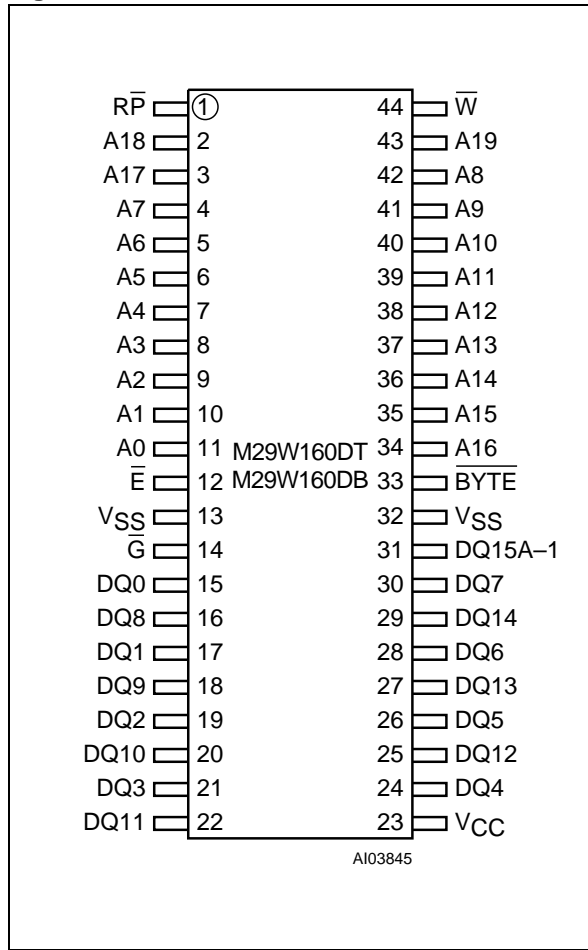 RP̅ 1 44 W̅
A18 2 43 A19
A17 3 42 A8
A7 4 41 A9
A6 5 40 A10
A5 6 39 A11
A4 7 38 A12
A3 8 37 A13
A2 9 36 A14
A1 10 35 A15
A0 11 M29W160DT 34 A16
E̅ 12 M29W160DB 33 B̅Y̅T̅E̅
VSS 13 32 VSS
G̅ 14 31 DQ15A–1
DQ0 15 30 DQ7
DQ8 16 29 DQ14
DQ1 17 28 DQ6
DQ9 18 27 DQ13
DQ2 19 26 DQ5
DQ10 20 25 DQ12
DQ3 21 24 DQ4
DQ11 22 23 VCC
AI03845